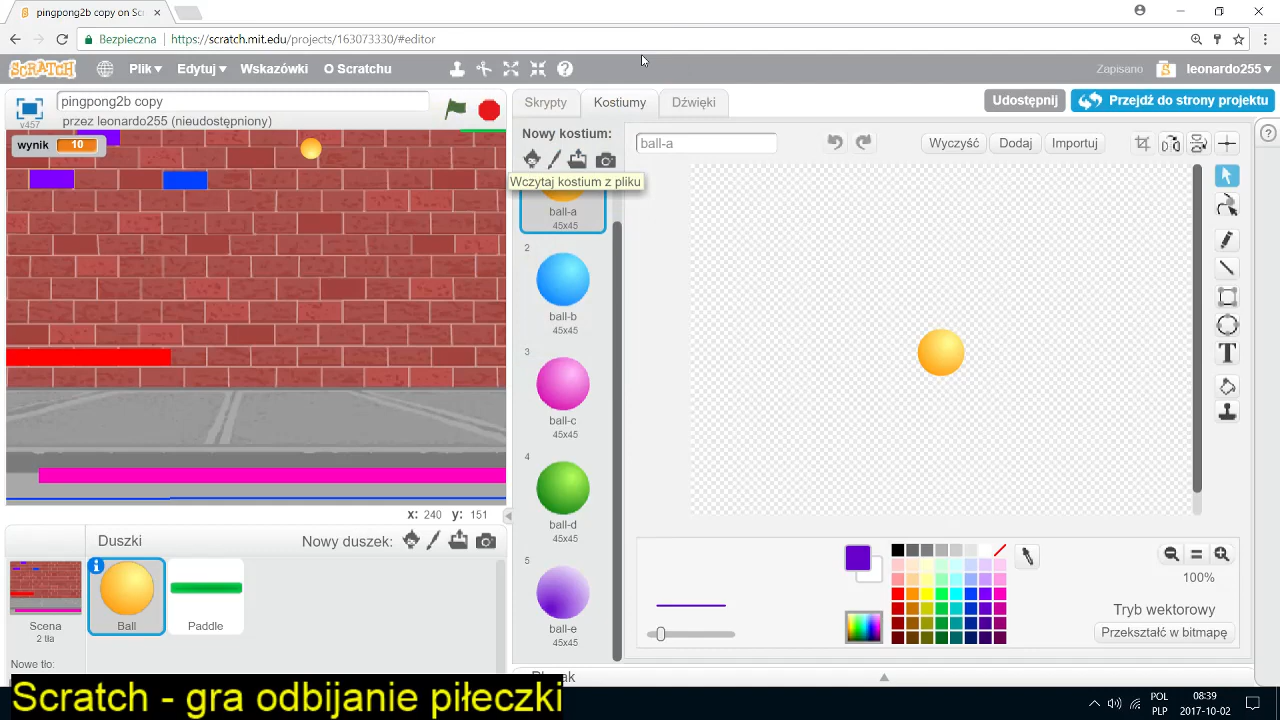 pingpong2b copy on Scr
Bezpieczna
https://scratch.mit.edu/projects/163073330/#editor
SCRATCH
Plik
Edytuj
Wskazówki
O Scratchu
Zapisano
leonardo255
v457
pingpong2b copy
przez leonardo255 (nieudostępniony)
Skrypty
Kostiumy
Dźwięki
Udostępnij
Przejdź do strony projektu
wynik 10
Nowy kostium:
Wczytaj kostium z pliku
ball-a
Wyczyść
Dodaj
Importuj
ball-a
45x45
2
ball-b
45x45
3
ball-c
45x45
4
ball-d
45x45
5
ball-e
45x45
x: 240 y: 151
Duszki
Nowy duszek:
Scena
2 tła
Nowe tło:
Ball
Paddle
100%
Tryb wektorowy
Przekształć w bitmapę
Scratch - gra odbijanie piłeczki
POL
PLP
08:39
2017-10-02